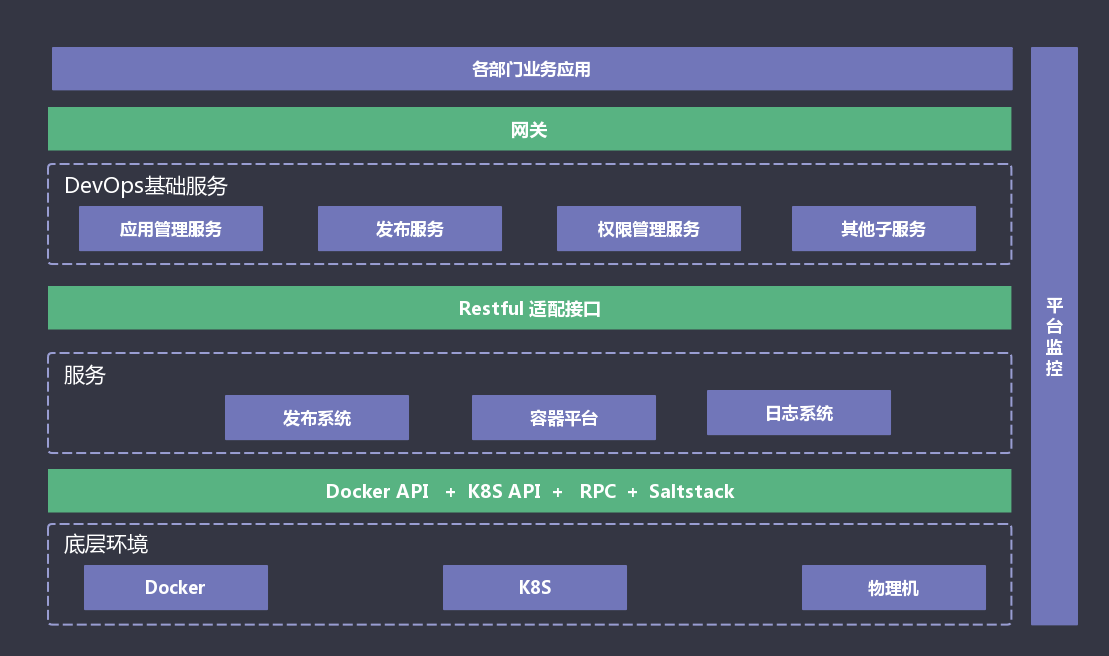 各部门业务应用
网关
DevOps基础服务
应用管理服务
发布服务
权限管理服务
其他子服务
Restful 适配接口
服务
发布系统
容器平台
日志系统
Docker API + K8S API + RPC + Saltstack
底层环境
Docker
K8S
物理机
平台监控